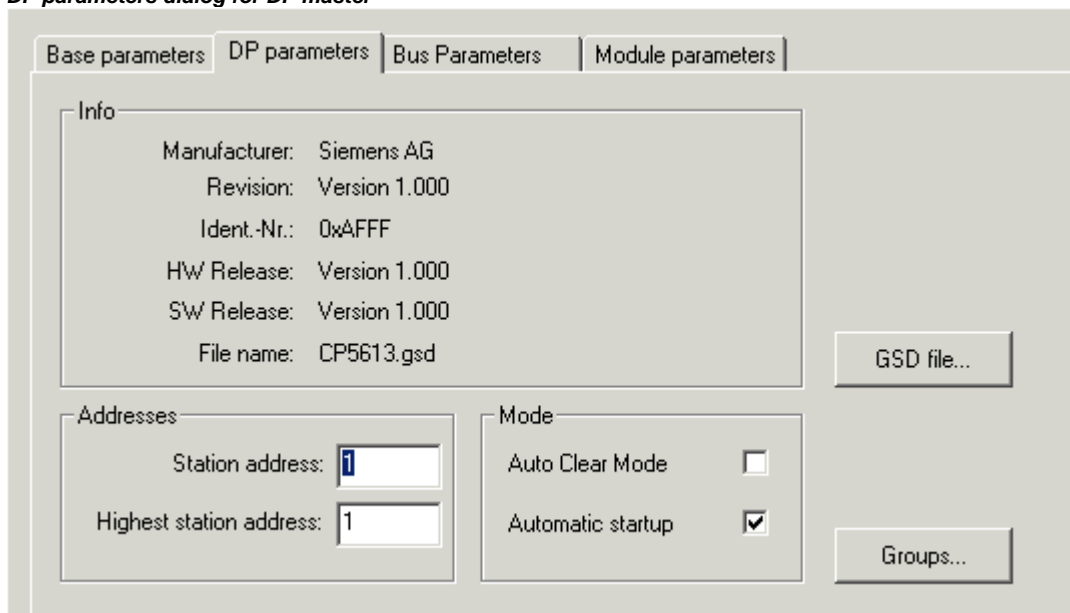 DP parameters dialog for DP master
Base parameters DP parameters Bus Parameters Module parameters
Info
Manufacturer: Siemens AG
Revision: Version 1.000
Ident.-Nr.: 0xAFFF
HW Release: Version 1.000
SW Release: Version 1.000
File name: CP5613.gsd
GSD file...
Addresses
Station address: 1
Highest station address: 1
Mode
Auto Clear Mode
Automatic startup
Groups...